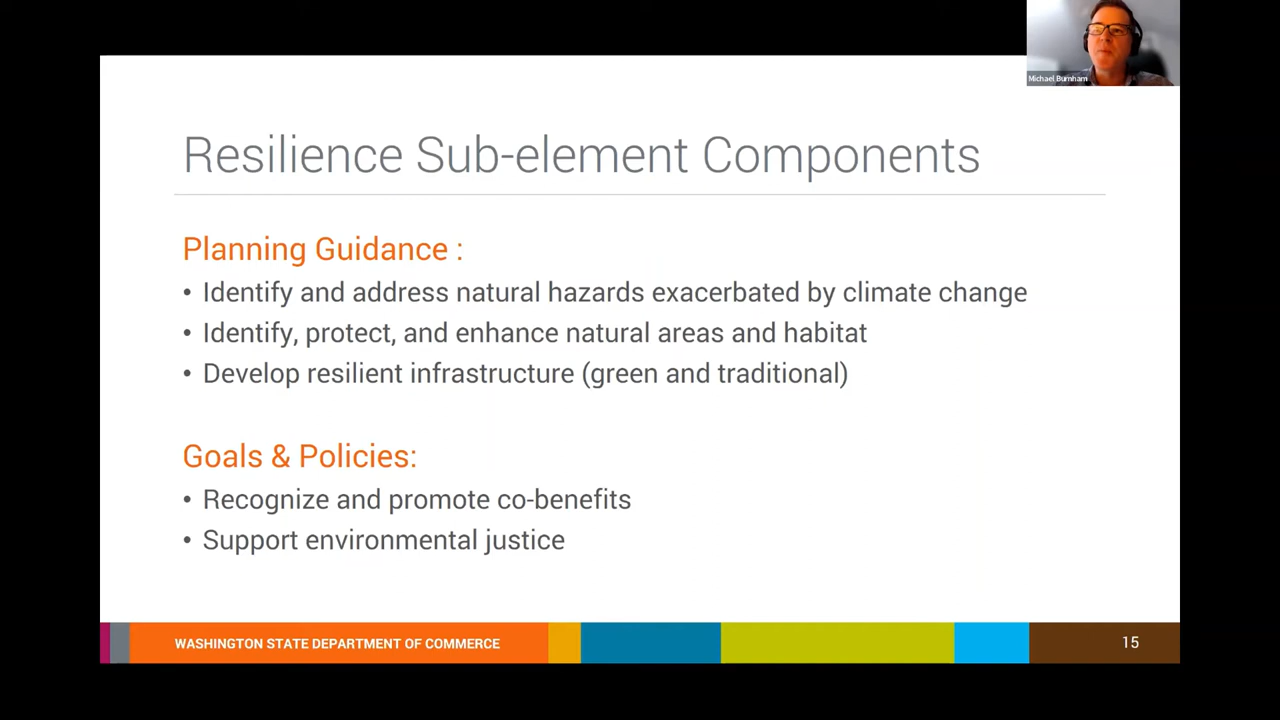 Michael Burnham
Resilience Sub-element Components
Planning Guidance :
• Identify and address natural hazards exacerbated by climate change
• Identify, protect, and enhance natural areas and habitat
• Develop resilient infrastructure (green and traditional)
Goals & Policies:
• Recognize and promote co-benefits
• Support environmental justice
WASHINGTON STATE DEPARTMENT OF COMMERCE
15